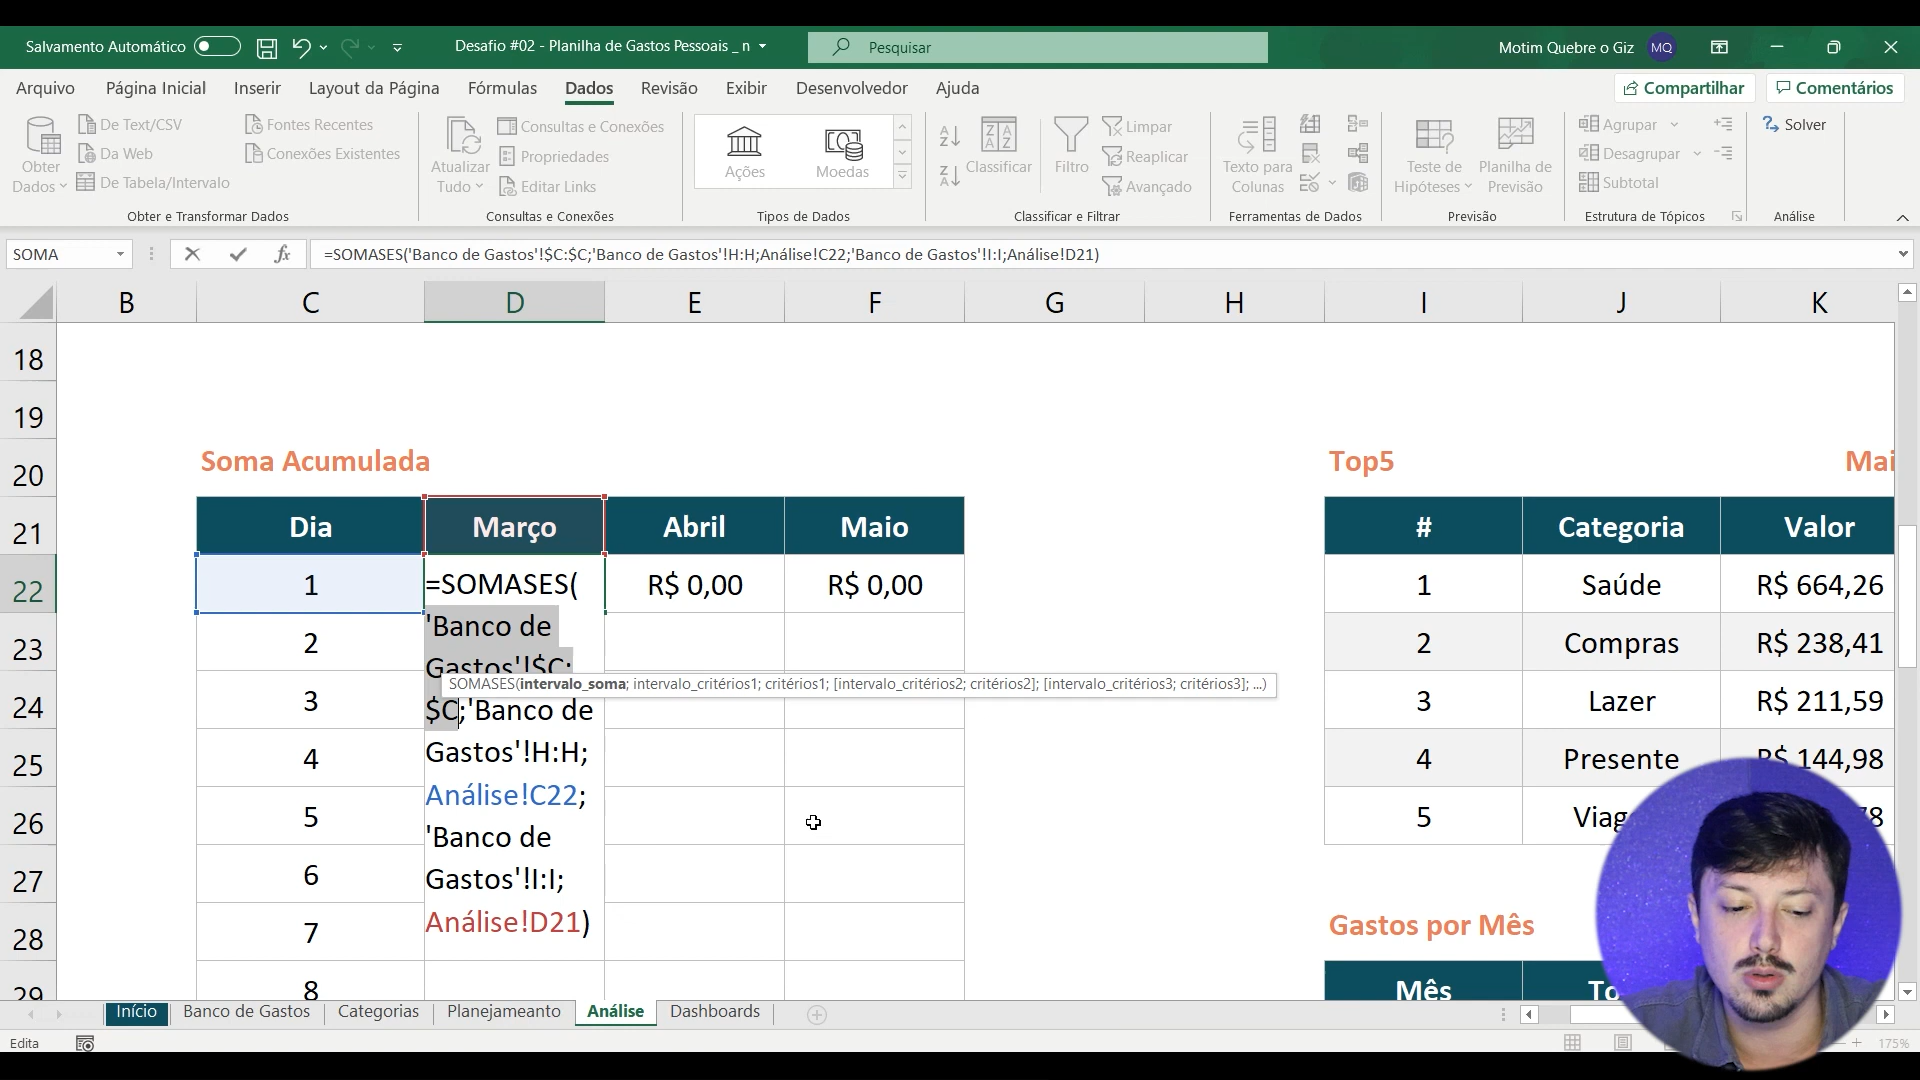 Salvamento Automático
Desafio #02 - Planilha de Gastos Pessoais _ n
Pesquisar
Motim Quebre o Giz
MQ
Arquivo
Página Inicial
Inserir
Layout da Página
Fórmulas
Dados
Revisão
Exibir
Desenvolvedor
Ajuda
Compartilhar
Comentários
Obter
Dados
De Text/CSV
Da Web
De Tabela/Intervalo
Fontes Recentes
Conexões Existentes
Obter e Transformar Dados
Atualizar
Tudo
Consultas e Conexões
Propriedades
Editar Links
Consultas e Conexões
Ações
Moedas
Tipos de Dados
Classificar
Filtro
Limpar
Reaplicar
Avançado
Classificar e Filtrar
Texto para
Colunas
Ferramentas de Dados
Teste de
Hipóteses
Planilha de
Previsão
Previsão
Agrupar
Desagrupar
Subtotal
Estrutura de Tópicos
Solver
Análise
SOMA
fx
=SOMASES('Banco de Gastos'!$C:$C;'Banco de Gastos'!H:H;Análise!C22;'Banco de Gastos'!I:I;Análise!D21)
B C D E F G H I J K
18
19
20
21
22
23
24
25
26
27
28
29
Soma Acumulada
Dia Março Abril Maio
1
R$ 0,00 R$ 0,00
2
3
4
5
6
7
8
=SOMASES(
'Banco de
Gastos'!$C:
$C;'Banco de
Gastos'!H:H;
Análise!C22;
'Banco de
Gastos'!I:I;
Análise!D21)
SOMASES(intervalo_soma; intervalo_critérios1; critérios1; [intervalo_critérios2; critérios2]; [intervalo_critérios3; critérios3]; ...)
Top5
Mai
# Categoria Valor
1 Saúde R$ 664,26
2 Compras R$ 238,41
3 Lazer R$ 211,59
4 Presente R$ 144,98
5
Gastos por Mês
Mês
Início
Banco de Gastos
Categorias
Planejameanto
Análise
Dashboards
Edita
175%